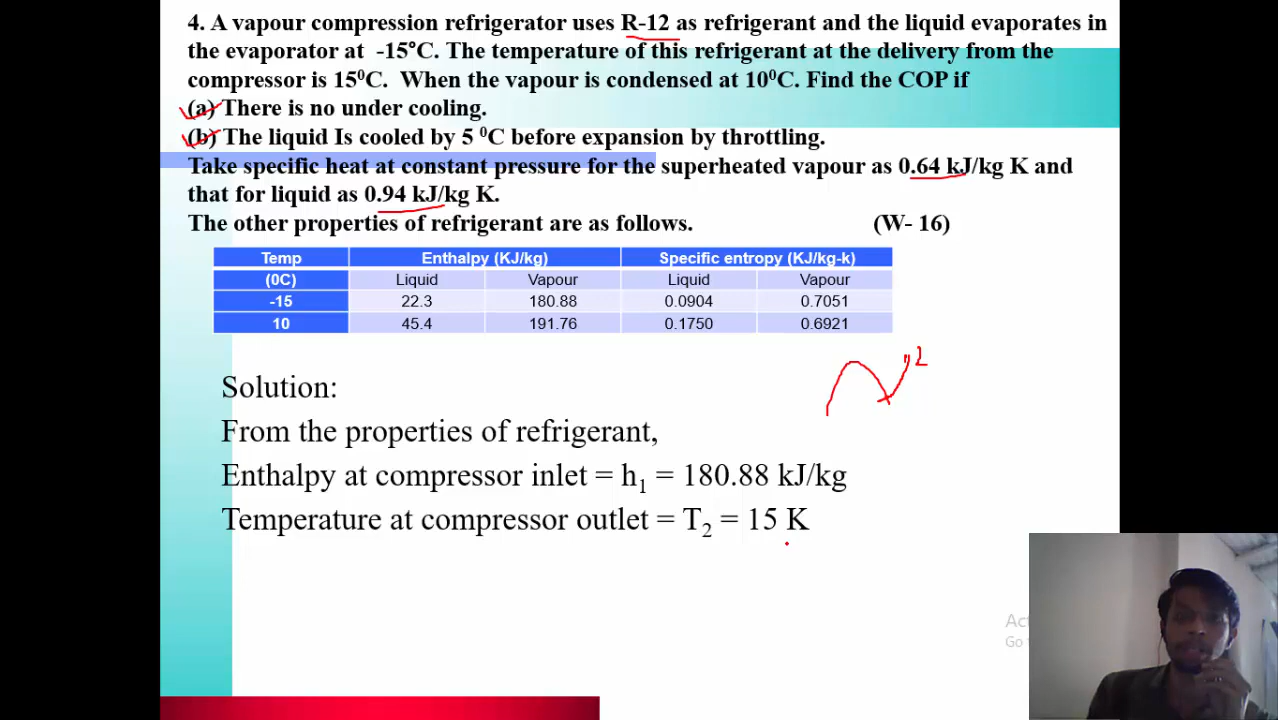 4. A vapour compression refrigerator uses R-12 as refrigerant and the liquid evaporates in
the evaporator at -15°C. The temperature of this refrigerant at the delivery from the
compressor is 15⁰C. When the vapour is condensed at 10⁰C. Find the COP if
(a) There is no under cooling.
(b) The liquid Is cooled by 5 ⁰C before expansion by throttling.
Take specific heat at constant pressure for the superheated vapour as 0.64 kJ/kg K and
that for liquid as 0.94 kJ/kg K.
The other properties of refrigerant are as follows. (W- 16)
Temp Enthalpy (KJ/kg) Specific entropy (KJ/kg-k)
(0C) Liquid Vapour Liquid Vapour
-15 22.3 180.88 0.0904 0.7051
10 45.4 191.76 0.1750 0.6921
2
Solution:
From the properties of refrigerant,
Enthalpy at compressor inlet = h₁ = 180.88 kJ/kg
Temperature at compressor outlet = T₂ = 15 K
Go